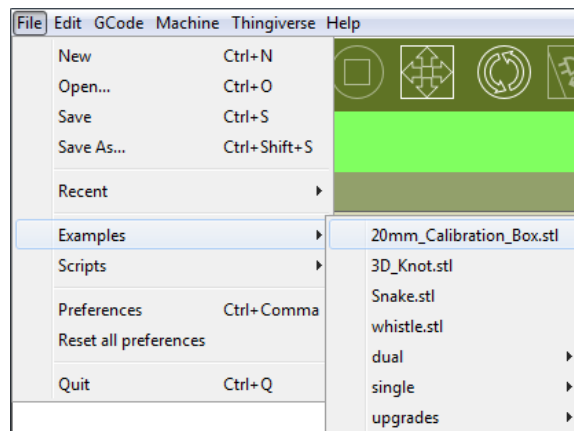 File Edit GCode Machine Thingiverse Help
New Ctrl+N
Open... Ctrl+O
Save Ctrl+S
Save As... Ctrl+Shift+S
Recent
Examples
Scripts
Preferences Ctrl+Comma
Reset all preferences
Quit Ctrl+Q
20mm_Calibration_Box.stl
3D_Knot.stl
Snake.stl
whistle.stl
dual
single
upgrades